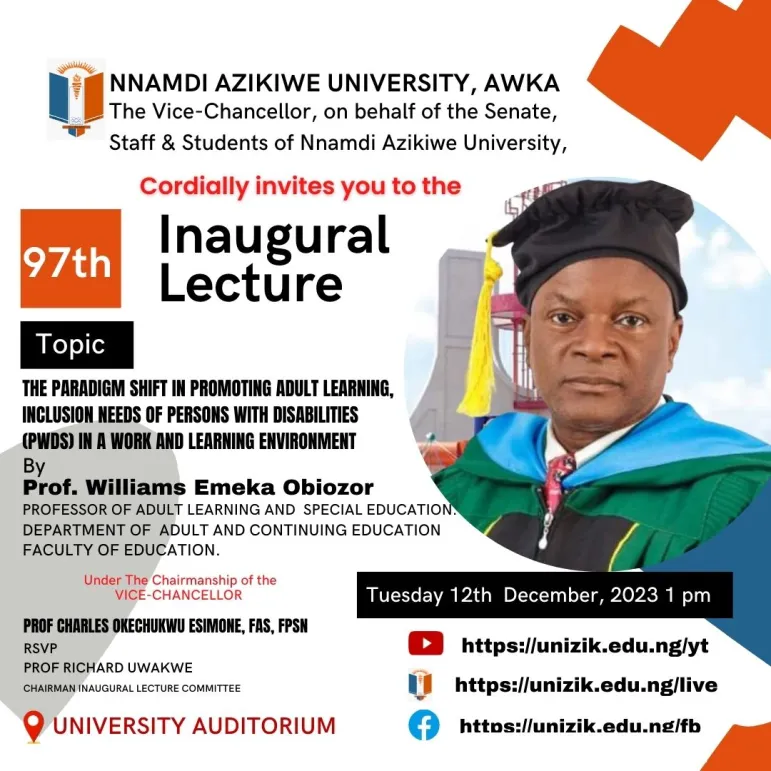 NNAMDI AZIKIWE UNIVERSITY, AWKA
The Vice-Chancellor, on behalf of the Senate,
Staff & Students of Nnamdi Azikiwe University,
Cordially invites you to the
97th
Inaugural
Lecture
Topic
THE PARADIGM SHIFT IN PROMOTING ADULT LEARNING,
INCLUSION NEEDS OF PERSONS WITH DISABILITIES
(PWDS) IN A WORK AND LEARNING ENVIRONMENT
By
Prof. Williams Emeka Obiozor
PROFESSOR OF ADULT LEARNING AND SPECIAL EDUCATION.
DEPARTMENT OF ADULT AND CONTINUING EDUCATION
FACULTY OF EDUCATION.
Under The Chairmanship of the
VICE-CHANCELLOR
PROF CHARLES OKECHUKWU ESIMONE, FAS, FPSN
RSVP
PROF RICHARD UWAKWE
CHAIRMAN INAUGURAL LECTURE COMMITTEE
UNIVERSITY AUDITORIUM
Tuesday 12th December, 2023 1 pm
https://unizik.edu.ng/yt
https://unizik.edu.ng/live
https://unizik.edu.ng/fb